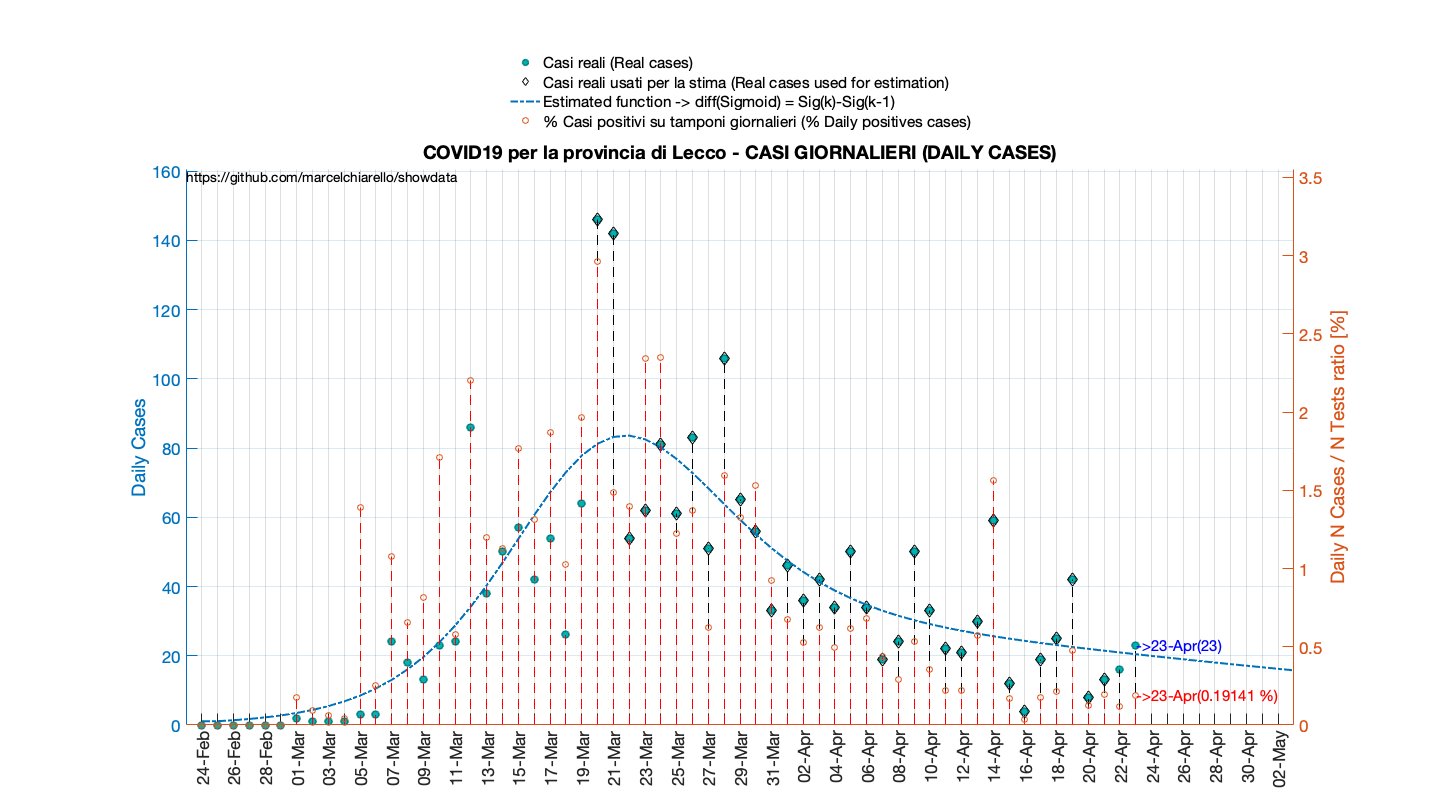 Casi reali (Real cases)
Casi reali usati per la stima (Real cases used for estimation)
Estimated function -> diff(Sigmoid) = Sig(k)-Sig(k-1)
% Casi positivi su tamponi giornalieri (% Daily positives cases)
COVID19 per la provincia di Lecco - CASI GIORNALIERI (DAILY CASES)
https://github.com/marcelchiarello/showdata
Daily Cases
160
140
120
100
80
60
40
20
0
3.5
3
2.5
2
1.5
1
0.5
0
Daily N Cases / N Tests ratio [%]
->23-Apr(23)
->23-Apr(0.19141 %)
24-Feb
26-Feb
28-Feb
01-Mar
03-Mar
05-Mar
07-Mar
09-Mar
11-Mar
13-Mar
15-Mar
17-Mar
19-Mar
21-Mar
23-Mar
25-Mar
27-Mar
29-Mar
31-Mar
02-Apr
04-Apr
06-Apr
08-Apr
10-Apr
12-Apr
14-Apr
16-Apr
18-Apr
20-Apr
22-Apr
24-Apr
26-Apr
28-Apr
30-Apr
02-May